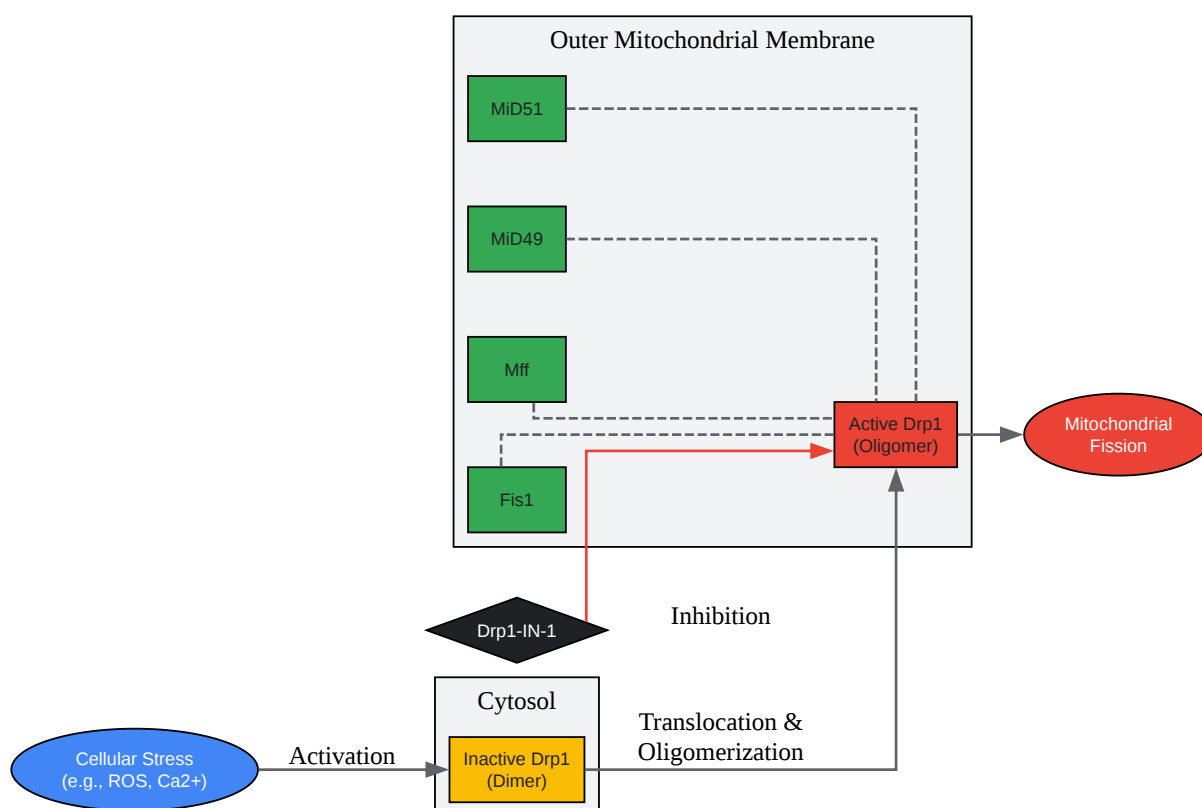 Outer Mitochondrial Membrane
MiD51
MiD49
Mff
Active Drp1
(Oligomer)
Mitochondrial
Fission
Fis1
Inhibition
Drp1-IN-1
Cytosol
Translocation &
Oligomerization
Cellular Stress
(e.g., ROS, Ca2+)
Activation
Inactive Drp1
(Dimer)